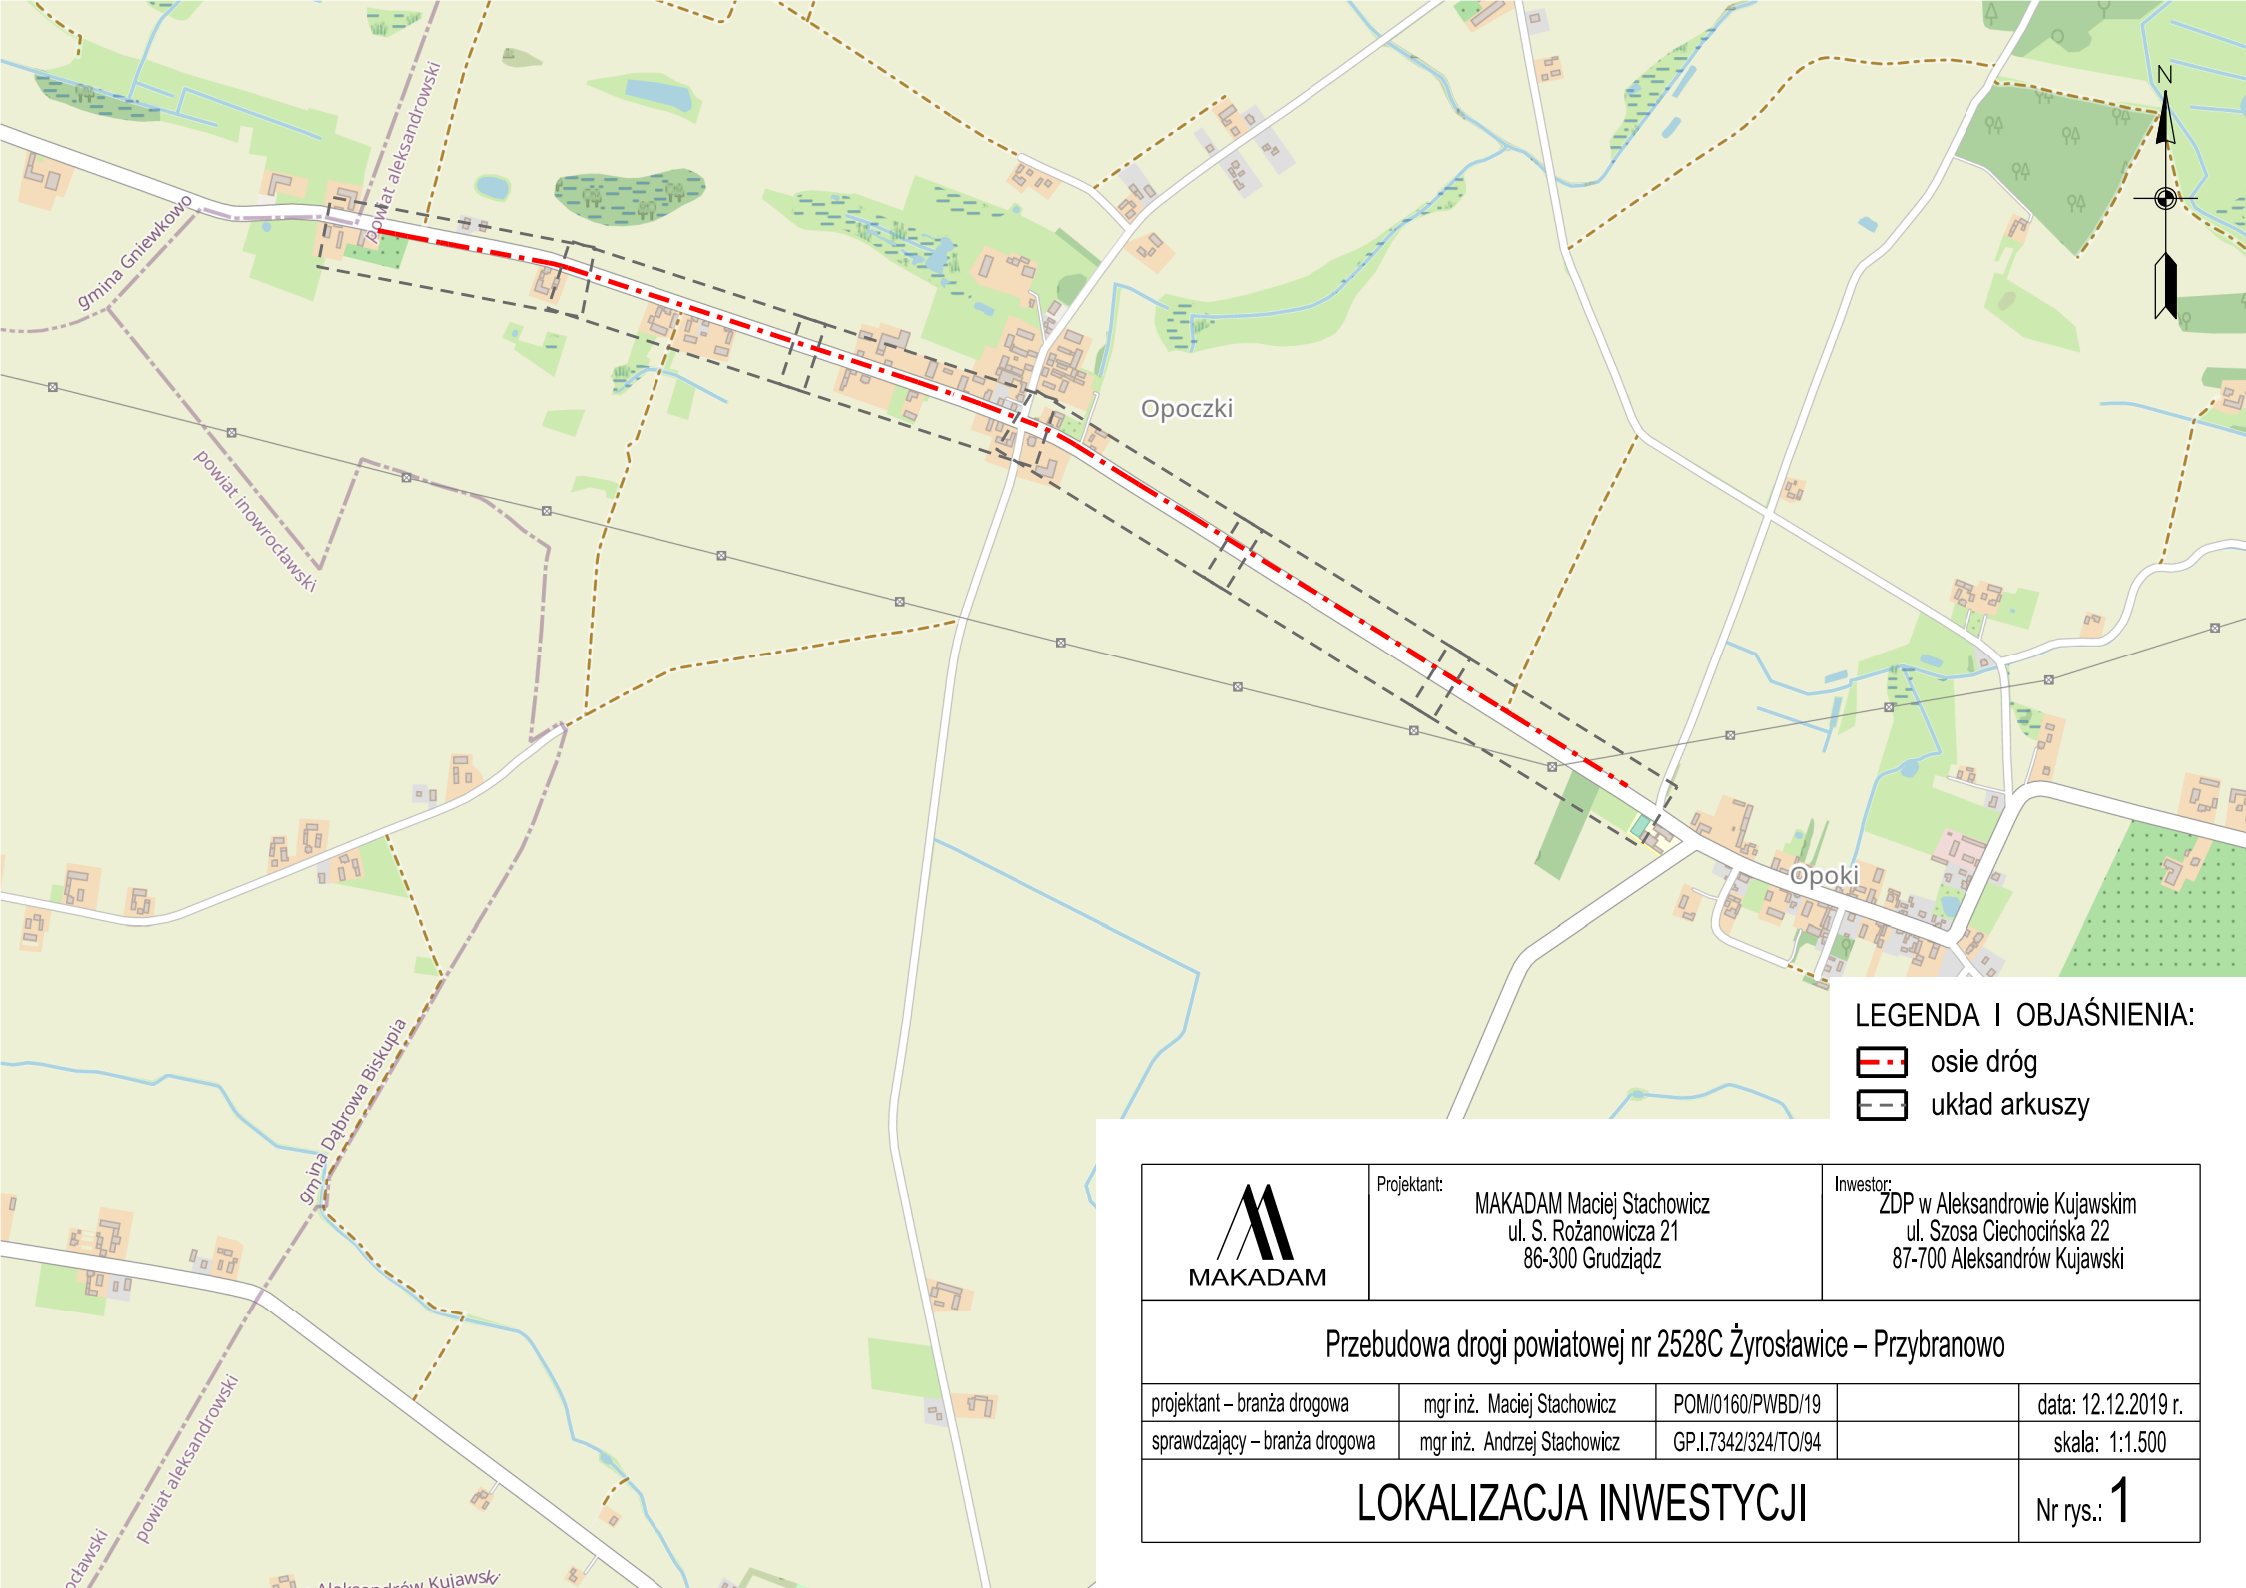 powiat aleksandrowski
N
gmina Gniewkowo
Opoczki
powiat inowrocławski
Opoki
gmina Dąbrowa Biskupia
powiat aleksandrowski
ocławski
Aleksandrów Kujawsk
LEGENDA I OBJAŚNIENIA:
osie dróg
układ arkuszy
MAKADAM
Projektant:
MAKADAM Maciej Stachowicz
ul. S. Rożanowicza 21
86-300 Grudziądz
Inwestor:
ZDP w Aleksandrowie Kujawskim
ul. Szosa Ciechocińska 22
87-700 Aleksandrów Kujawski
Przebudowa drogi powiatowej nr 2528C Żyrosławice – Przybranowo
projektant – branża drogowa mgr inż. Maciej Stachowicz POM/0160/PWBD/19 data: 12.12.2019 r.
sprawdzający – branża drogowa mgr inż. Andrzej Stachowicz GP.I.7342/324/TO/94 skala: 1:1.500
LOKALIZACJA INWESTYCJI Nr rys.: 1